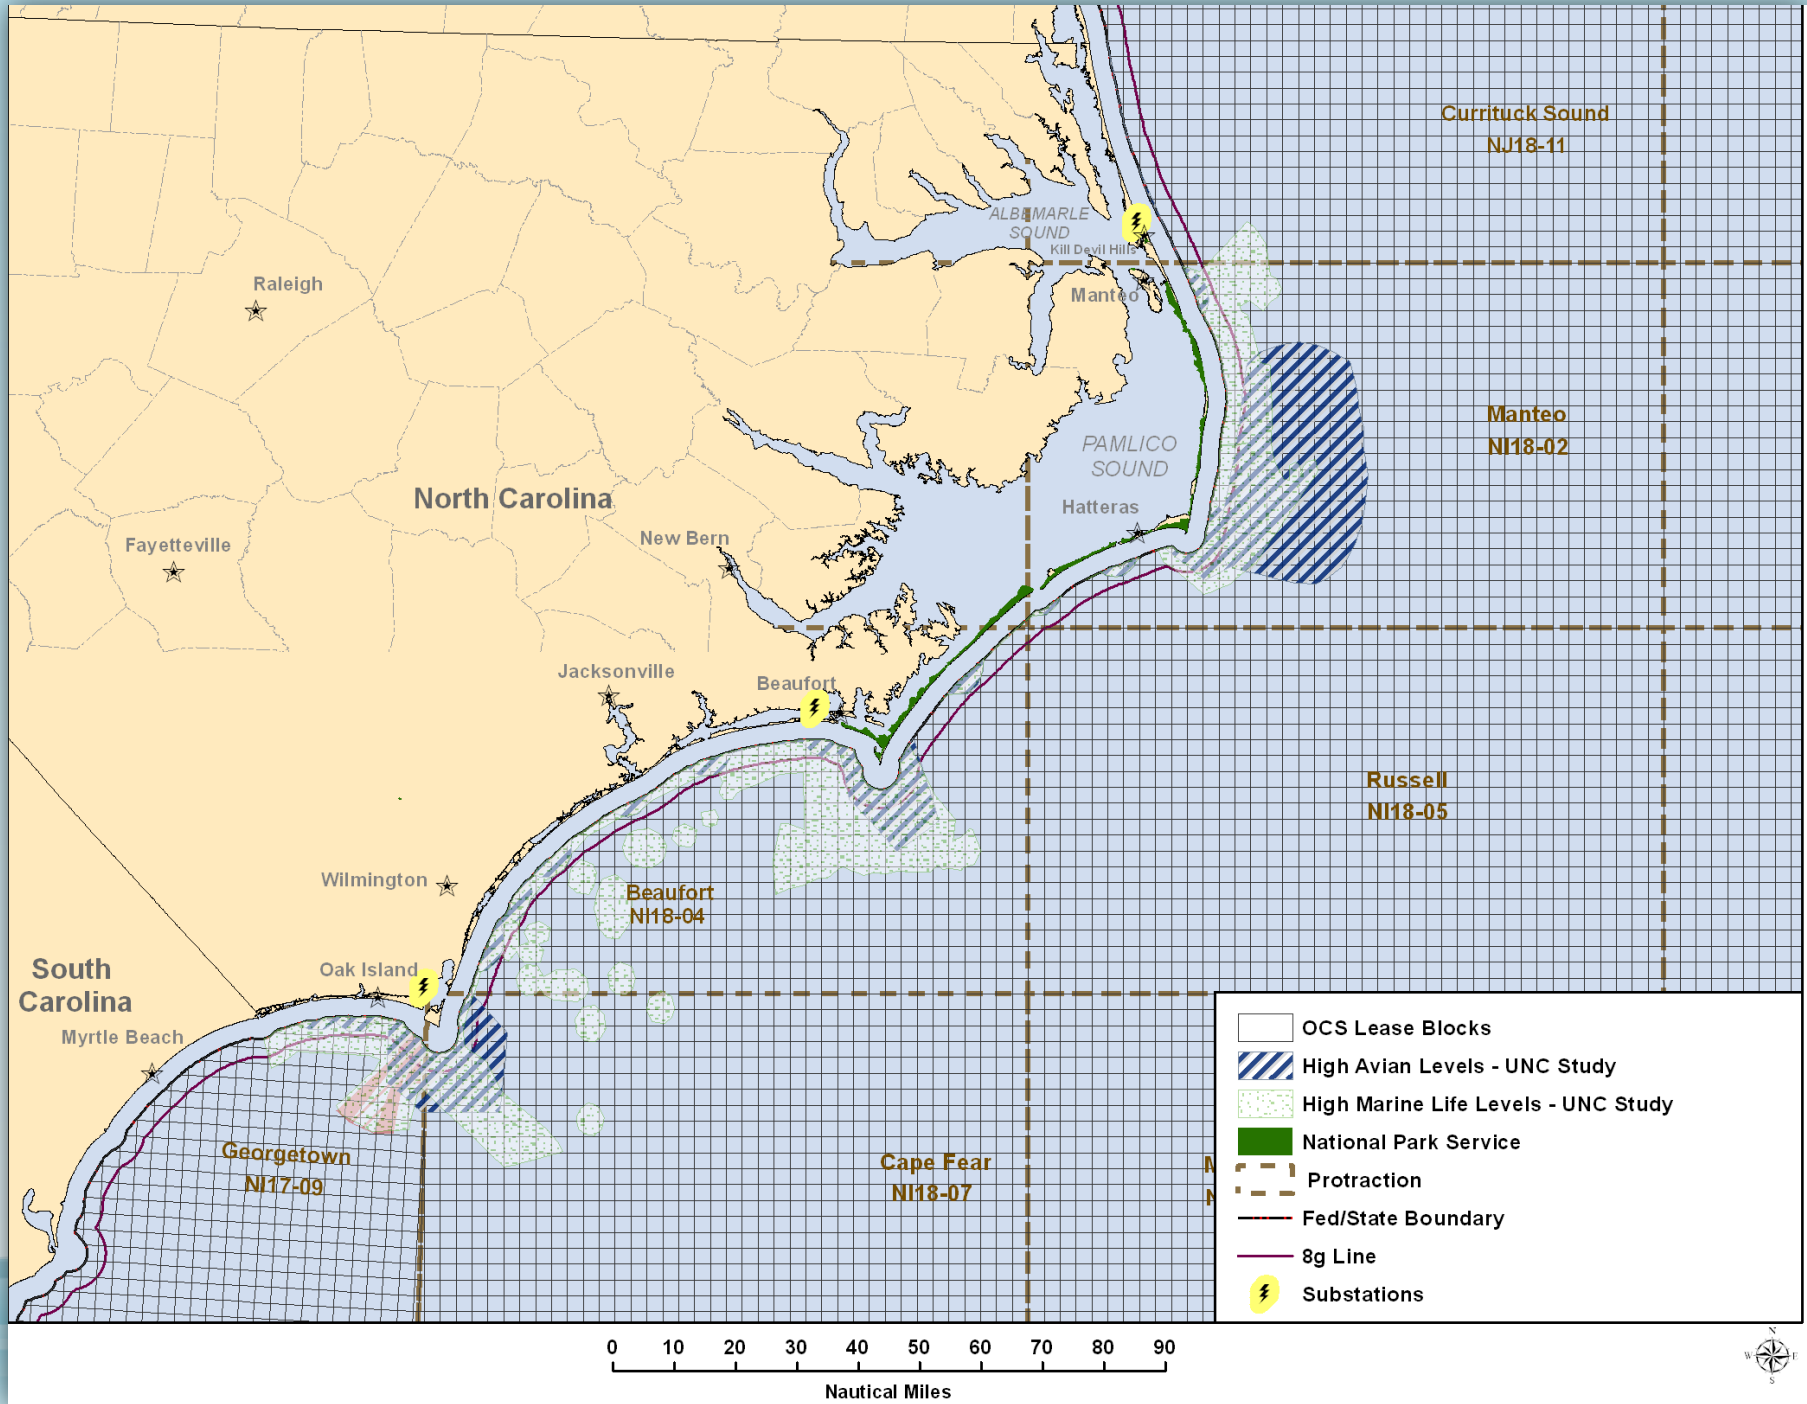 Currituck Sound
NJ18-11
ALBEMARLE
SOUND
Kill Devil Hills
Raleigh
Manteo
Manteo
NI18-02
PAMLICO
SOUND
North Carolina
Hatteras
Fayetteville
New Bern
Jacksonville
Beaufort
Russell
NI18-05
Wilmington
Beaufort
NI18-04
South
Carolina
Oak Island
Myrtle Beach
Georgetown
NI17-09
Cape Fear
NI18-07
OCS Lease Blocks
High Avian Levels - UNC Study
High Marine Life Levels - UNC Study
National Park Service
Protraction
Fed/State Boundary
8g Line
Substations
0 10 20 30 40 50 60 70 80 90
Nautical Miles
N
W E
S